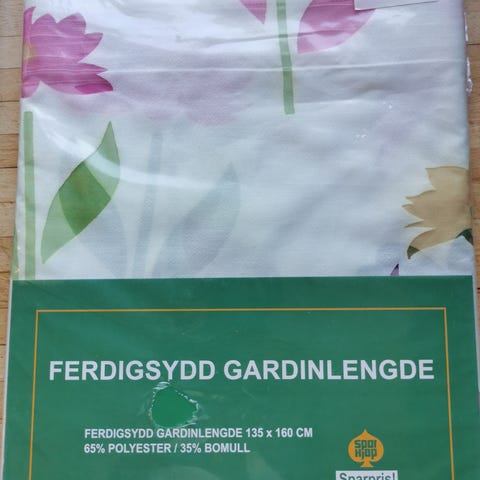 FERDIGSYDD GARDINLENGDE
FERDIGSYDD GARDINLENGDE 135 x 160 CM
65% POLYESTER / 35% BOMULL
spar
kjøp
Sparpris!